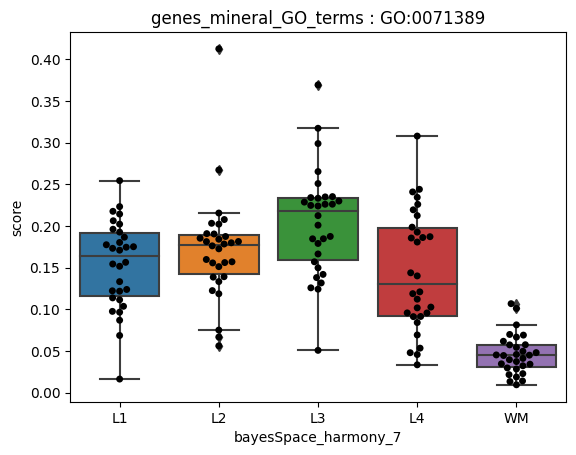 genes_mineral_GO_terms : GO:0071389
0.40
0.35
0.30
0.25
0.20
0.15
0.10
0.05
0.00
score
L1 L2 L3 L4 WM
bayesSpace_harmony_7